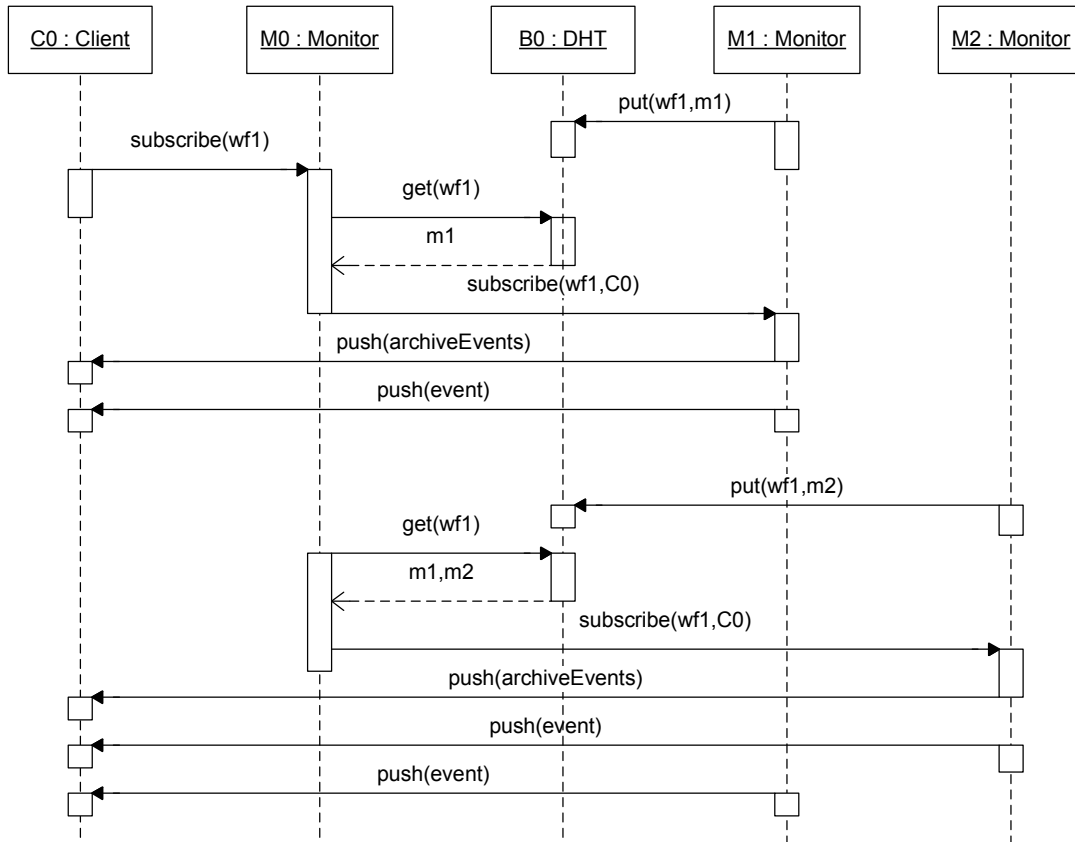 C0 : Client
M0 : Monitor
B0 : DHT
M1 : Monitor
M2 : Monitor
put(wf1,m1)
subscribe(wf1)
get(wf1)
m1
subscribe(wf1,C0)
push(archiveEvents)
push(event)
put(wf1,m2)
get(wf1)
m1,m2
subscribe(wf1,C0)
push(archiveEvents)
push(event)
push(event)